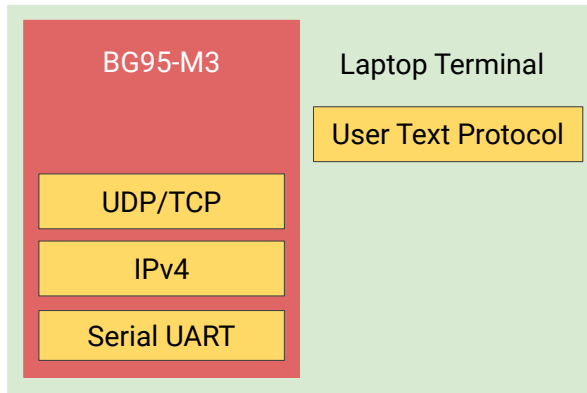 BG95-M3
Laptop Terminal
User Text Protocol
UDP/TCP
IPv4
Serial UART